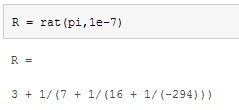 R = rat(pi,1e-7)
R =
3 + 1/(7 + 1/(16 + 1/(-294)))